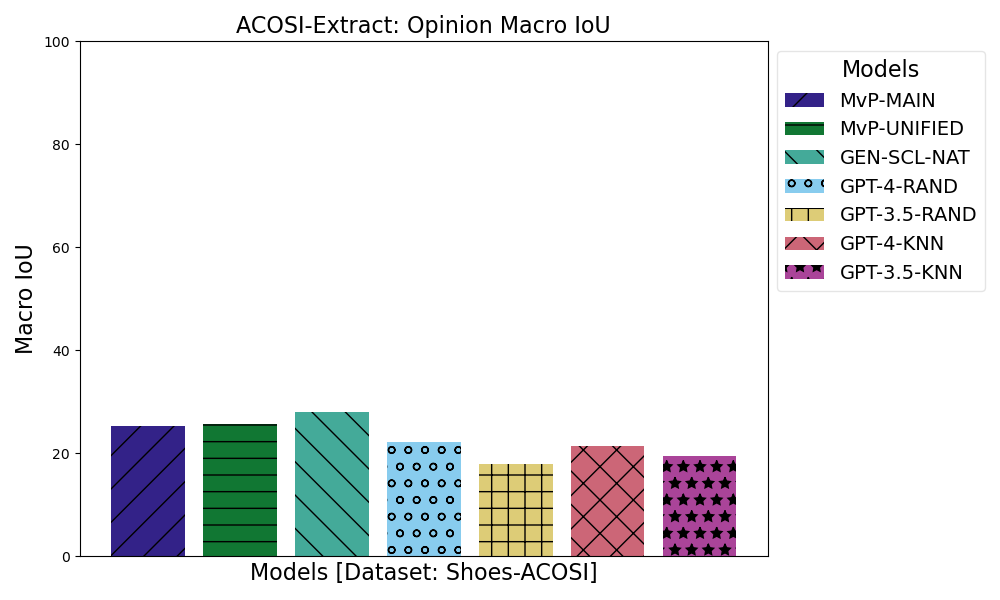 ACOSI-Extract: Opinion Macro IoU
100
80
60
40
20
0
Macro IoU
Models [Dataset: Shoes-ACOSI]
Models
MvP-MAIN
MvP-UNIFIED
GEN-SCL-NAT
GPT-4-RAND
GPT-3.5-RAND
GPT-4-KNN
GPT-3.5-KNN